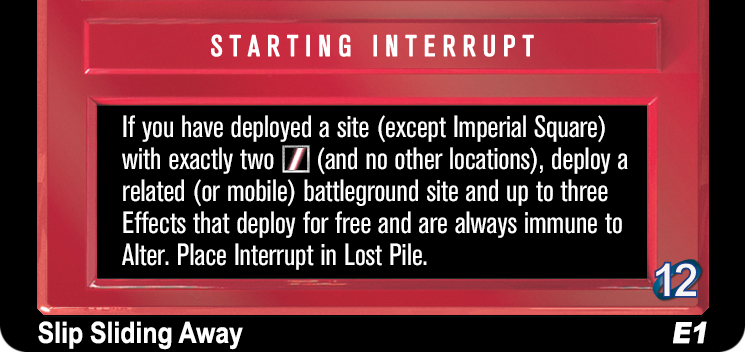 STARTING INTERRUPT
If you have deployed a site (except Imperial Square)
with exactly two (and no other locations), deploy a
related (or mobile) battleground site and up to three
Effects that deploy for free and are always immune to
Alter. Place Interrupt in Lost Pile.
12
Slip Sliding Away E1